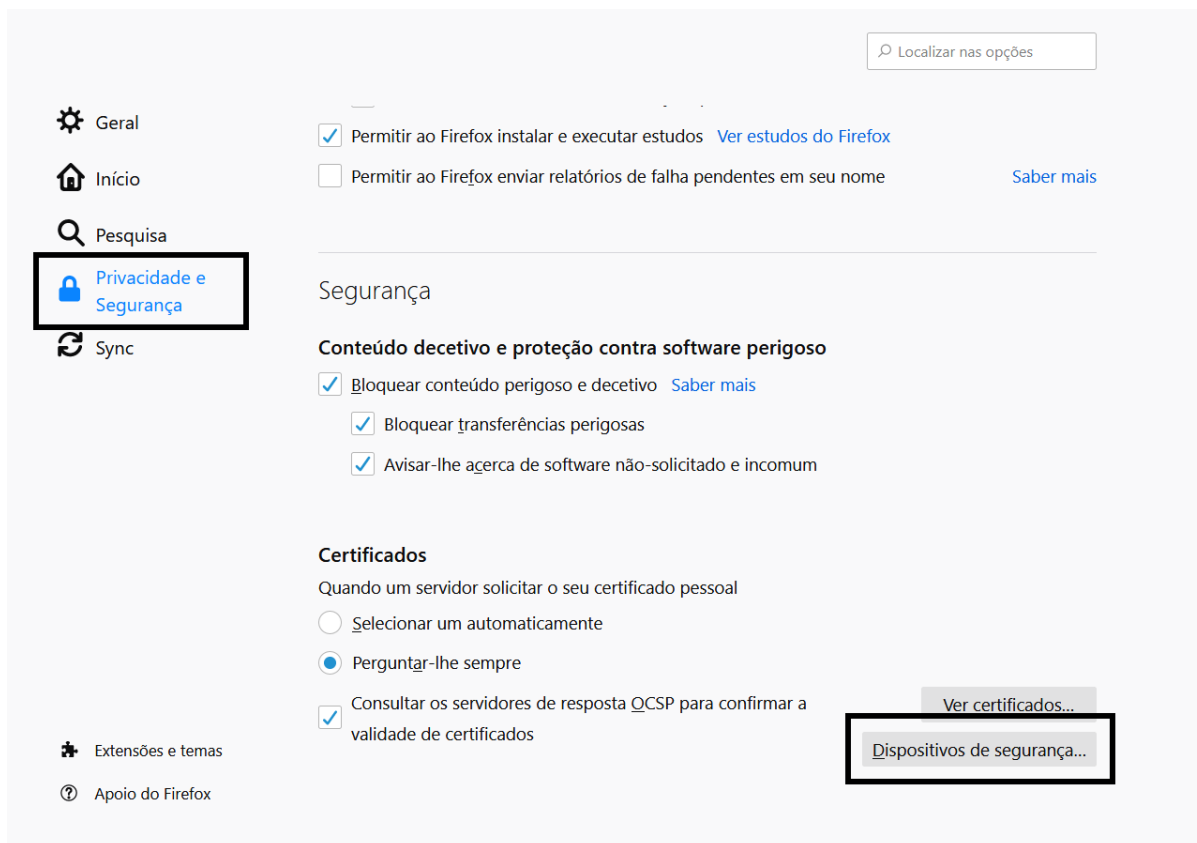 Localizar nas opções
Geral
Início
Pesquisa
Privacidade e
Segurança
Sync
Extensões e temas
Apoio do Firefox
Permitir ao Firefox instalar e executar estudos Ver estudos do Firefox
Permitir ao Firefox enviar relatórios de falha pendentes em seu nome Saber mais
Segurança
Conteúdo decetivo e proteção contra software perigoso
Bloquear conteúdo perigoso e decetivo Saber mais
Bloquear transferências perigosas
Avisar-lhe acerca de software não-solicitado e incomum
Certificados
Quando um servidor solicitar o seu certificado pessoal
Selecionar um automaticamente
Perguntar-lhe sempre
Consultar os servidores de resposta OCSP para confirmar a
validade de certificados
Ver certificados...
Dispositivos de segurança...